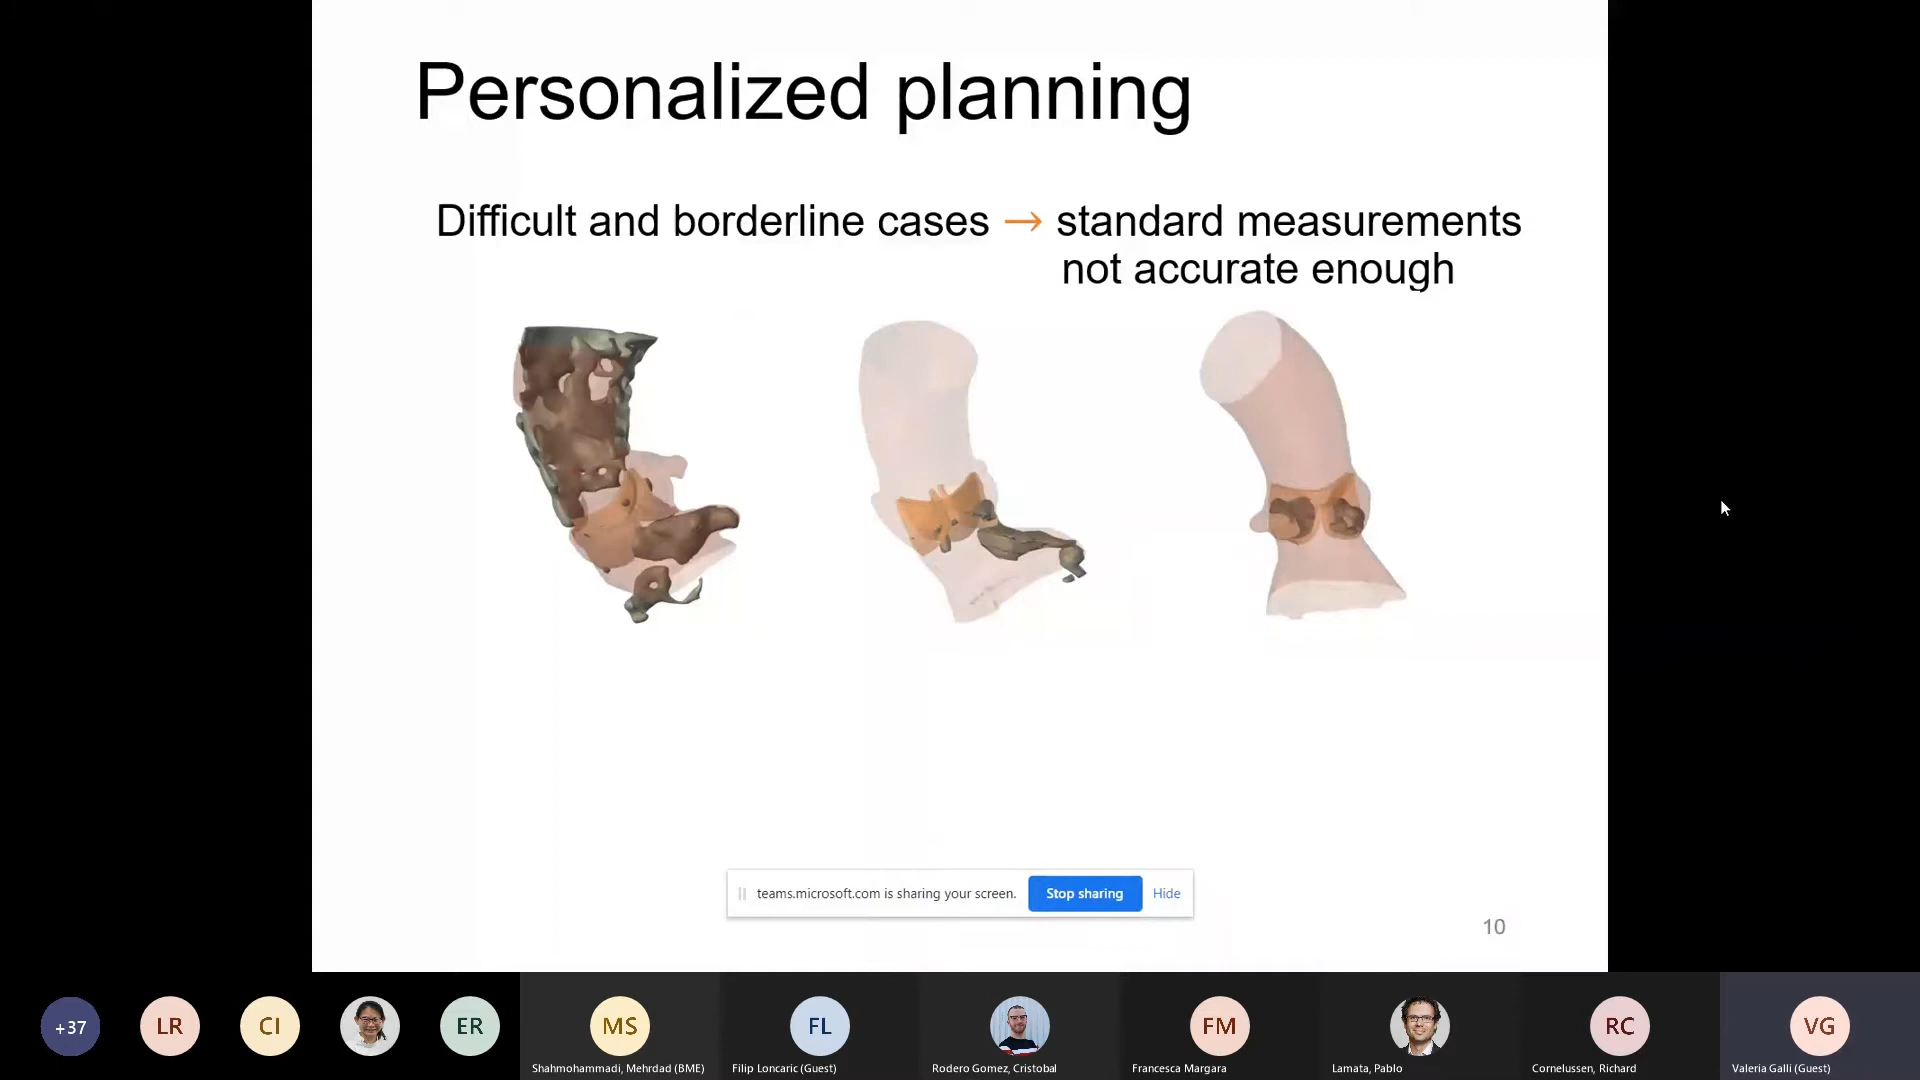 Personalized planning
Difficult and borderline cases → standard measurements
not accurate enough
teams.microsoft.com is sharing your screen. Stop sharing Hide
10
+37 LR CI ER MS FL FM RC VG
Shahmohammadi, Mehrdad (BME) Filip Loncaric (Guest) Rodero Gomez, Cristobal Francesca Margara Lamata, Pablo Cornelussen, Richard Valeria Galli (Guest)